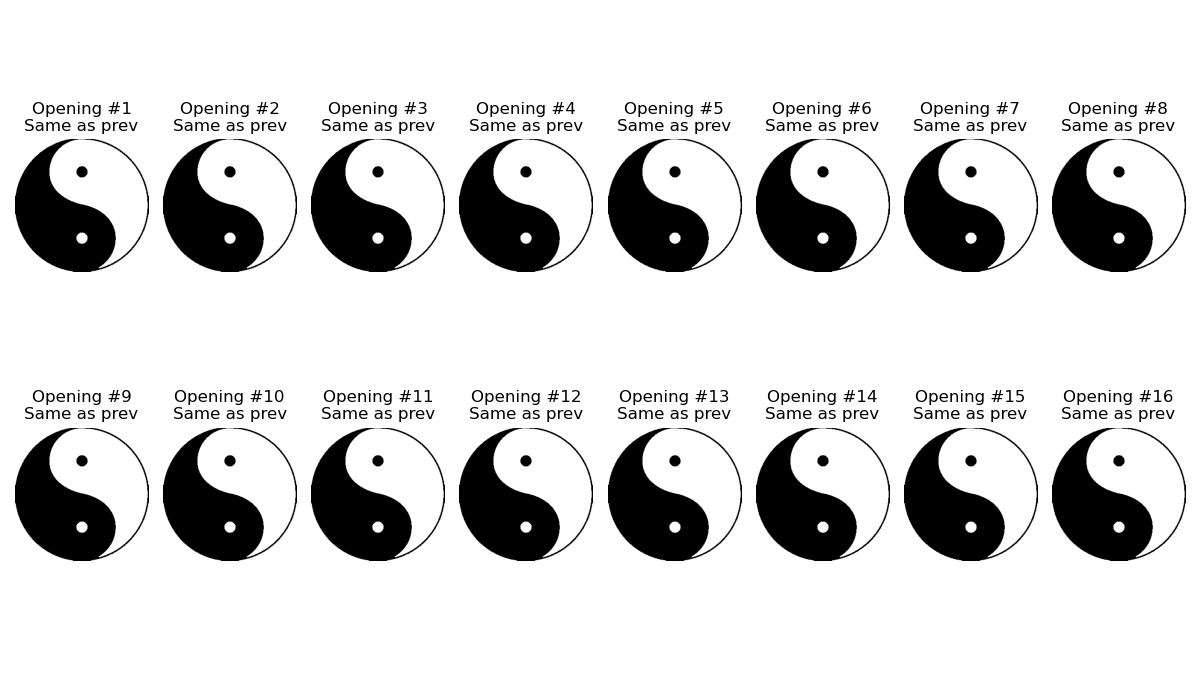 Opening #1
Same as prev
Opening #2
Same as prev
Opening #3
Same as prev
Opening #4
Same as prev
Opening #5
Same as prev
Opening #6
Same as prev
Opening #7
Same as prev
Opening #8
Same as prev
Opening #9
Same as prev
Opening #10
Same as prev
Opening #11
Same as prev
Opening #12
Same as prev
Opening #13
Same as prev
Opening #14
Same as prev
Opening #15
Same as prev
Opening #16
Same as prev